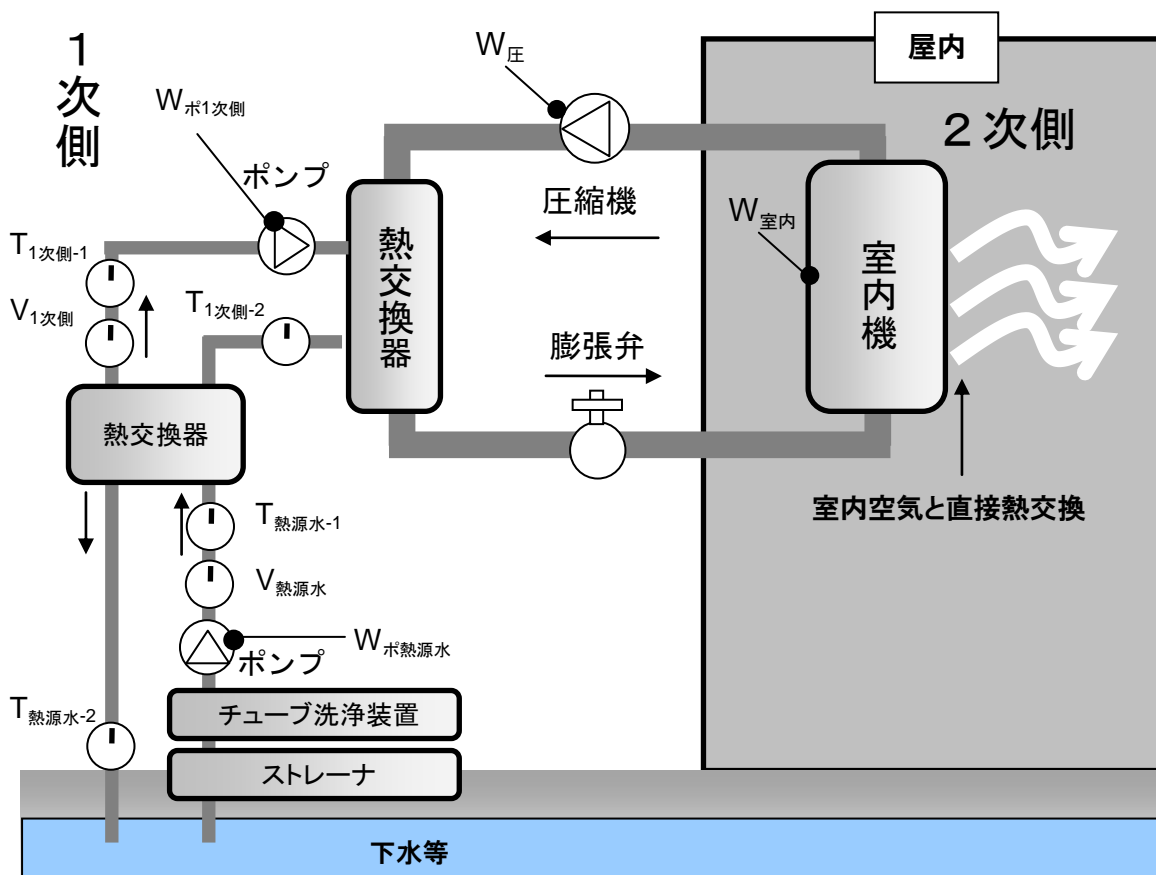 1次側
W圧
屋内
Wポ1次側
2次側
ポンプ
圧縮機
熱交換器
W室内
室内機
T1次側-1
V1次側
T1次側-2
膨張弁
熱交換器
室内空気と直接熱交換
T熱源水-1
V熱源水
Wポ熱源水
ポンプ
T熱源水-2
チューブ洗浄装置
ストレーナ
下水等